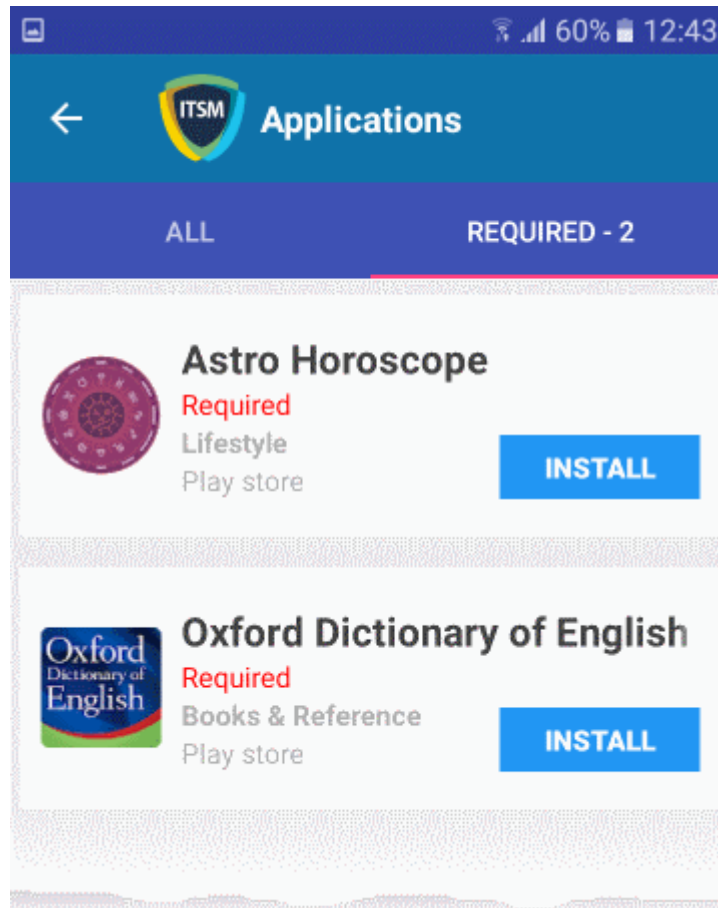 60% 12:43
ITSM Applications
ALL REQUIRED - 2
Astro Horoscope
Required
Lifestyle
Play store
INSTALL
Oxford Dictionary of English
Oxford
Dictionary of
English
Required
Books & Reference
Play store
INSTALL